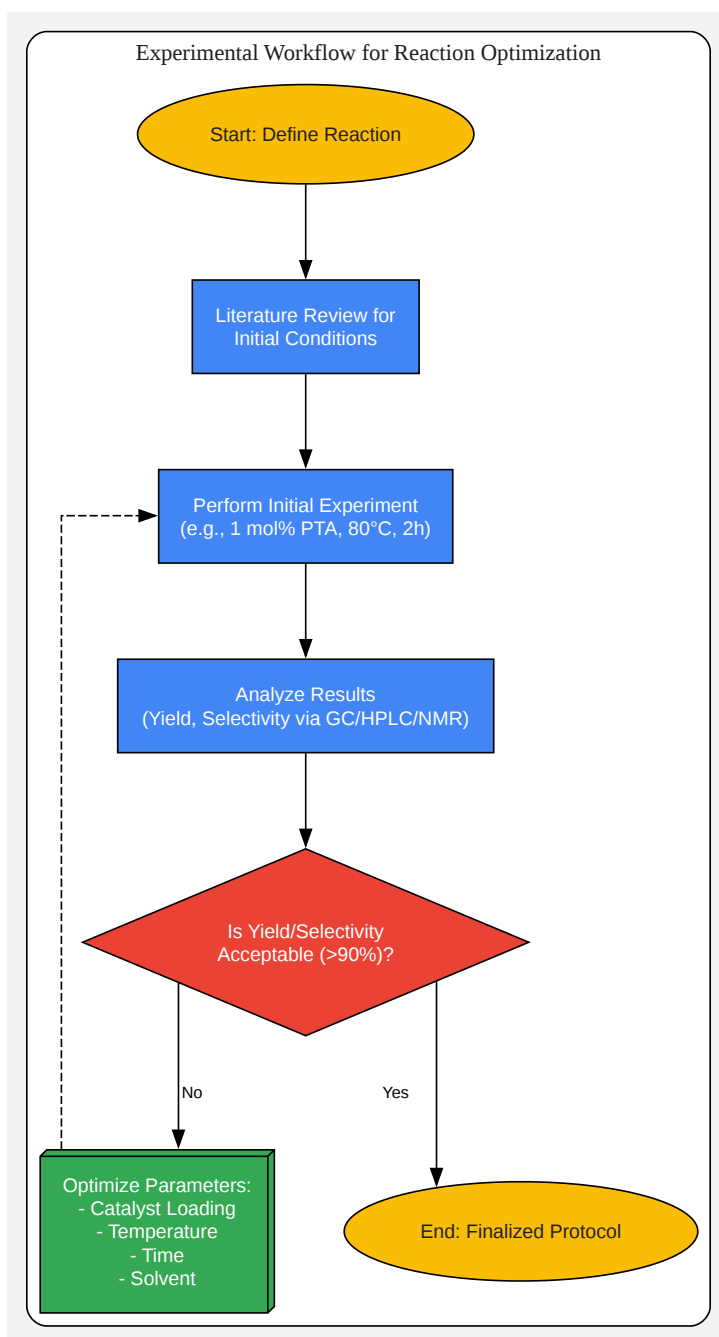 Experimental Workflow for Reaction Optimization
Start: Define Reaction
Literature Review for
Initial Conditions
Perform Initial Experiment
(e.g., 1 mol% PTA, 80°C, 2h)
Analyze Results
(Yield, Selectivity via GC/HPLC/NMR)
Is Yield/Selectivity
Acceptable (>90%)?
No
Yes
Optimize Parameters:
- Catalyst Loading
- Temperature
- Time
- Solvent
End: Finalized Protocol